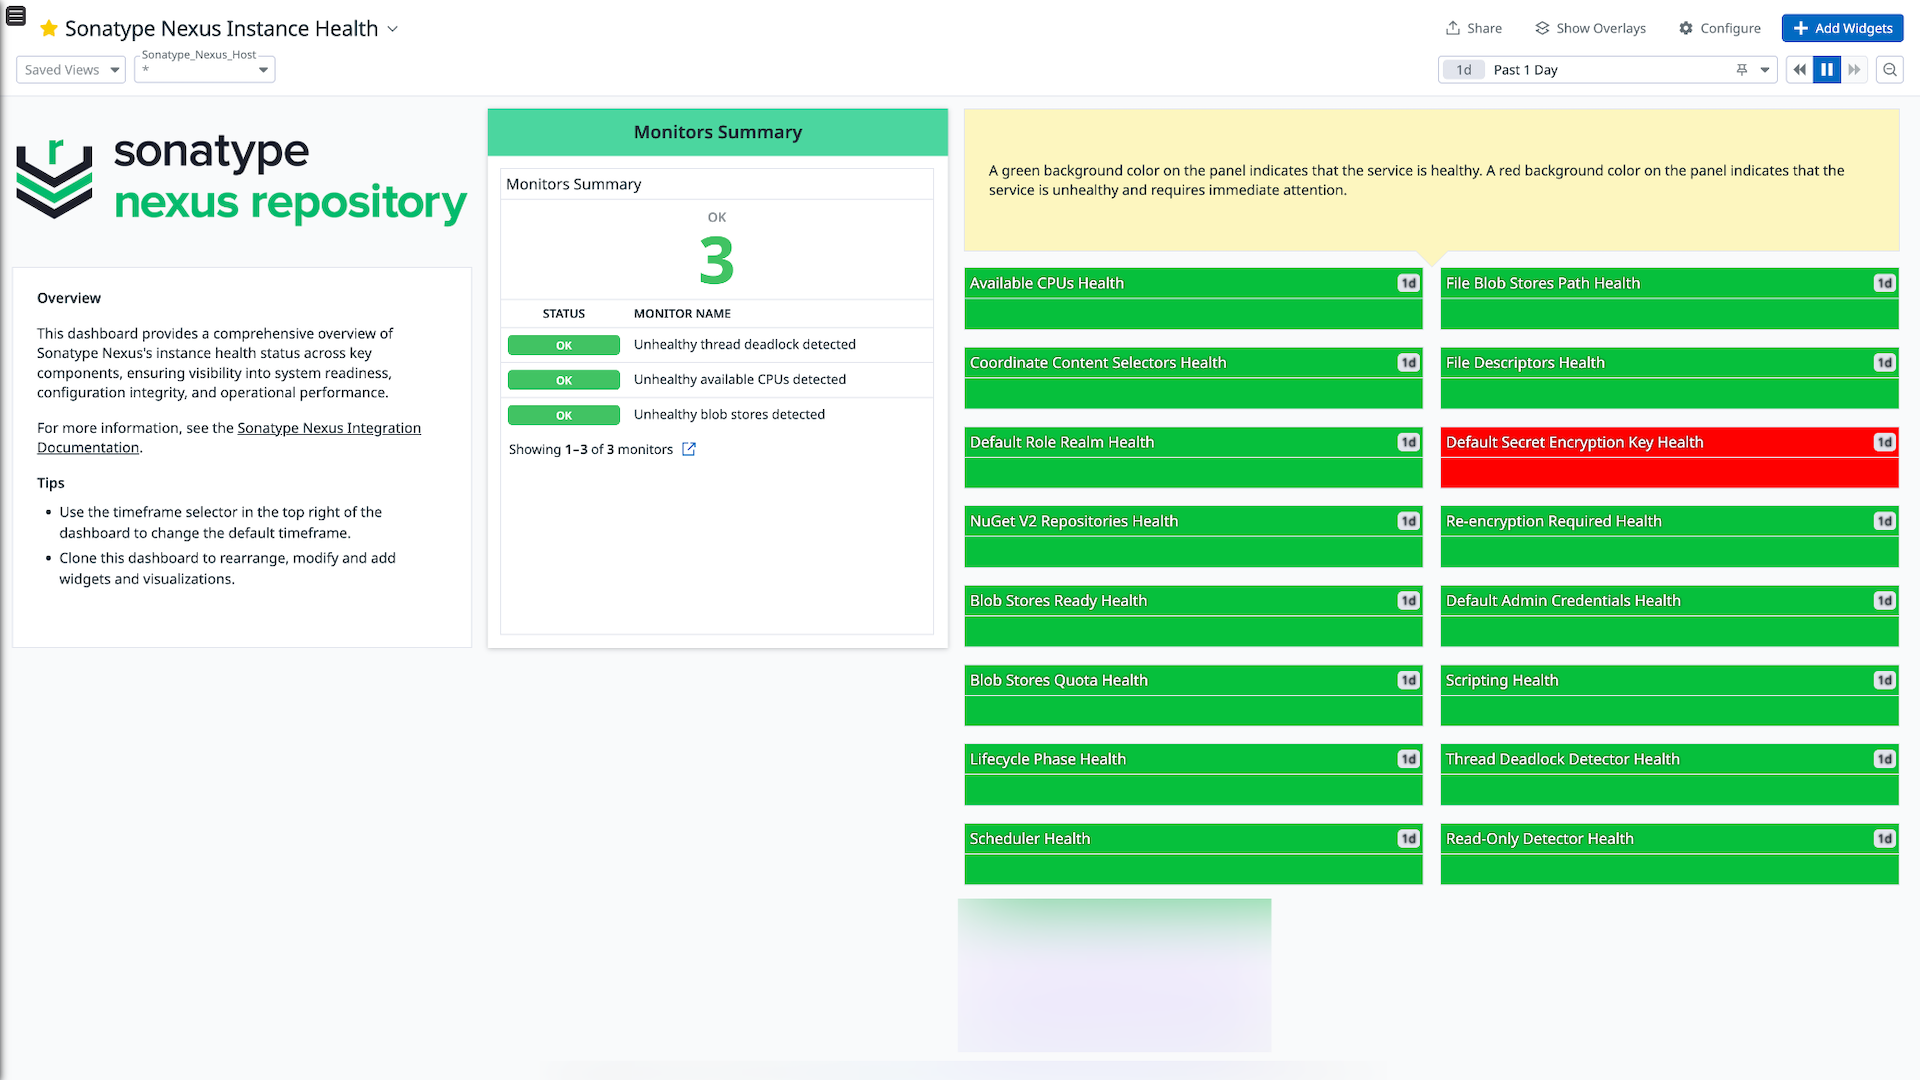 Sonatype Nexus Instance Health
Share
Show Overlays
Configure
Add Widgets
Saved Views
Sonatype_Nexus_Host
*
1d Past 1 Day
r
sonatype
nexus repository
Overview
This dashboard provides a comprehensive overview of
Sonatype Nexus's instance health status across key
components, ensuring visibility into system readiness,
configuration integrity, and operational performance.
For more information, see the Sonatype Nexus Integration
Documentation.
Tips
• Use the timeframe selector in the top right of the
dashboard to change the default timeframe.
• Clone this dashboard to rearrange, modify and add
widgets and visualizations.
Monitors Summary
Monitors Summary
OK
3
STATUS MONITOR NAME
OK Unhealthy thread deadlock detected
OK Unhealthy available CPUs detected
OK Unhealthy blob stores detected
Showing 1–3 of 3 monitors
A green background color on the panel indicates that the service is healthy. A red background color on the panel indicates that the
service is unhealthy and requires immediate attention.
Available CPUs Health 1d
File Blob Stores Path Health 1d
Coordinate Content Selectors Health 1d
File Descriptors Health 1d
Default Role Realm Health 1d
Default Secret Encryption Key Health 1d
NuGet V2 Repositories Health 1d
Re-encryption Required Health 1d
Blob Stores Ready Health 1d
Default Admin Credentials Health 1d
Blob Stores Quota Health 1d
Scripting Health 1d
Lifecycle Phase Health 1d
Thread Deadlock Detector Health 1d
Scheduler Health 1d
Read-Only Detector Health 1d